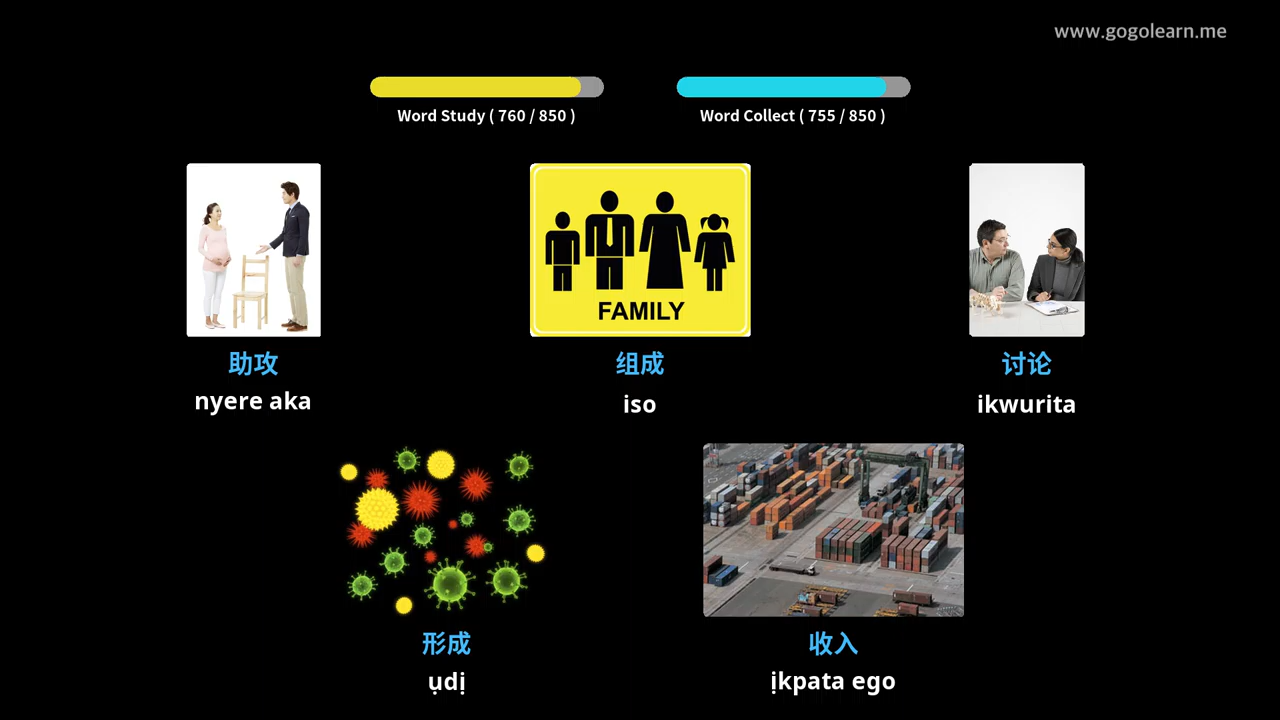 www.gogolearn.me
Word Study ( 760 / 850 )
Word Collect ( 755 / 850 )
FAMILY
助攻
组成
讨论
nyere aka
iso
ikwurita
形成
收入
ụdị
ịkpata ego